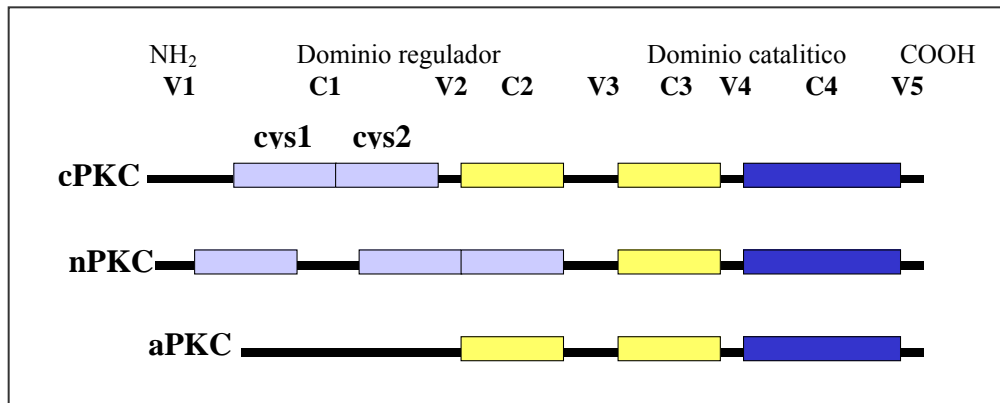 NH2 Dominio regulador Dominio catalitico COOH
V1 C1 V2 C2 V3 C3 V4 C4 V5
cys1 cys2
cPKC
nPKC
aPKC